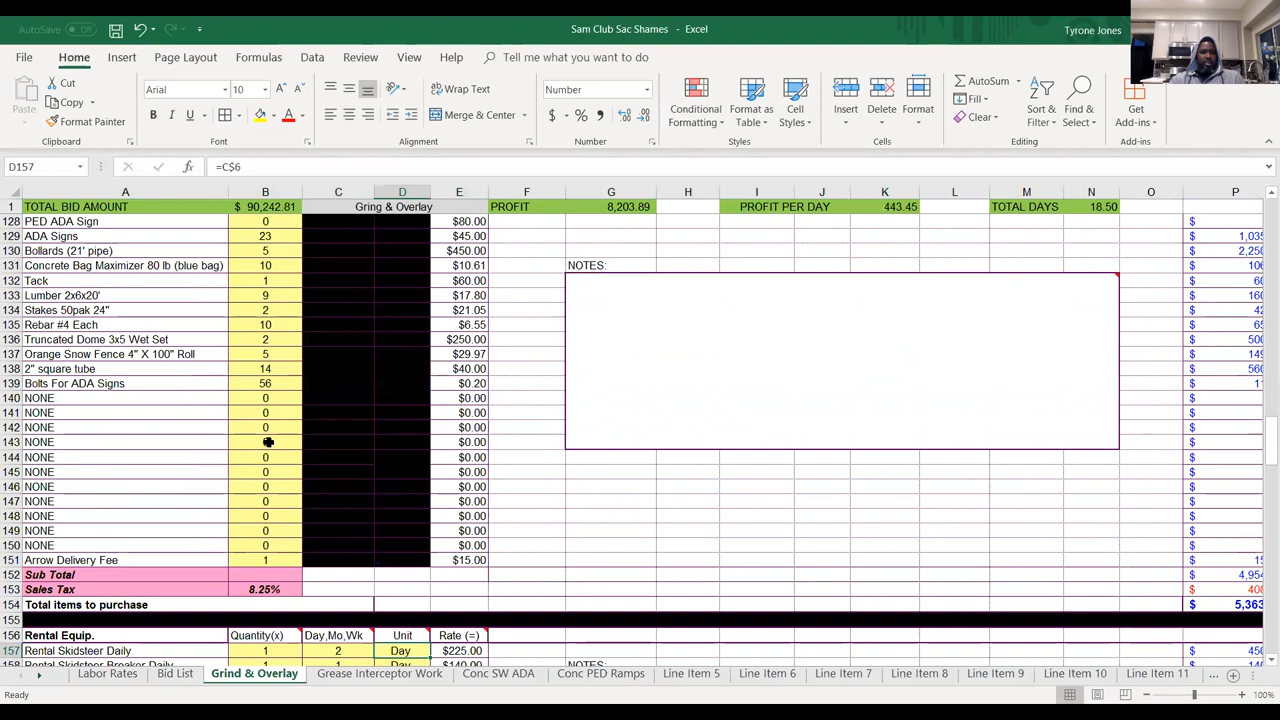 AutoSave Off Sam Club Sac Shames - Excel Tyrone Jones
File Home Insert Page Layout Formulas Data Review View Help Tell me what you want to do
Paste Cut Copy Format Painter Clipboard
Arial 10 A A B I U A Font
Wrap Text Merge & Center Alignment
Number $ % , Number
Conditional Formatting Format as Table Cell Styles Styles
Insert Delete Format Cells
AutoSum Fill Clear Sort & Filter Find & Select Editing
Get Add-ins Add-ins
D157 fx =C$6
A B C D E F G H I J K L M N O P
1 TOTAL BID AMOUNT $ 90,242.81 Gring & Overlay PROFIT 8,203.89 PROFIT PER DAY 443.45 TOTAL DAYS 18.50
128 PED ADA Sign 0 $80.00 $
129 ADA Signs 23 $45.00 $ 1,035
130 Bollards (21' pipe) 5 $450.00 $ 2,250
131 Concrete Bag Maximizer 80 lb (blue bag) 10 $10.61 NOTES: $ 106
132 Tack 1 $60.00 $ 60
133 Lumber 2x6x20' 9 $17.80 $ 160
134 Stakes 50pak 24" 2 $21.05 $ 42
135 Rebar #4 Each 10 $6.55 $ 65
136 Truncated Dome 3x5 Wet Set 2 $250.00 $ 500
137 Orange Snow Fence 4" X 100" Roll 5 $29.97 $ 149
138 2" square tube 14 $40.00 $ 560
139 Bolts For ADA Signs 56 $0.20 $ 11
140 NONE 0 $0.00 $
141 NONE 0 $0.00 $
142 NONE 0 $0.00 $
143 NONE $0.00 $
144 NONE 0 $0.00 $
145 NONE 0 $0.00 $
146 NONE 0 $0.00 $
147 NONE 0 $0.00 $
148 NONE 0 $0.00 $
149 NONE 0 $0.00 $
150 NONE 0 $0.00 $
151 Arrow Delivery Fee 1 $15.00 $ 15
152 Sub Total $ 4,954
153 Sales Tax 8.25% $ 408
154 Total items to purchase $ 5,363
155
156 Rental Equip. Quantity(x) Day,Mo,Wk Unit Rate (=)
157 Rental Skidsteer Daily 1 2 Day $225.00 $ 450
158 Rental Skidsteer Breaker Daily 1 1 Day $140.00 NOTES: $
Labor Rates Bid List Grind & Overlay Grease Interceptor Work Conc SW ADA Conc PED Ramps Line Item 5 Line Item 6 Line Item 7 Line Item 8 Line Item 9 Line Item 10 Line Item 11 ...
Ready 100%